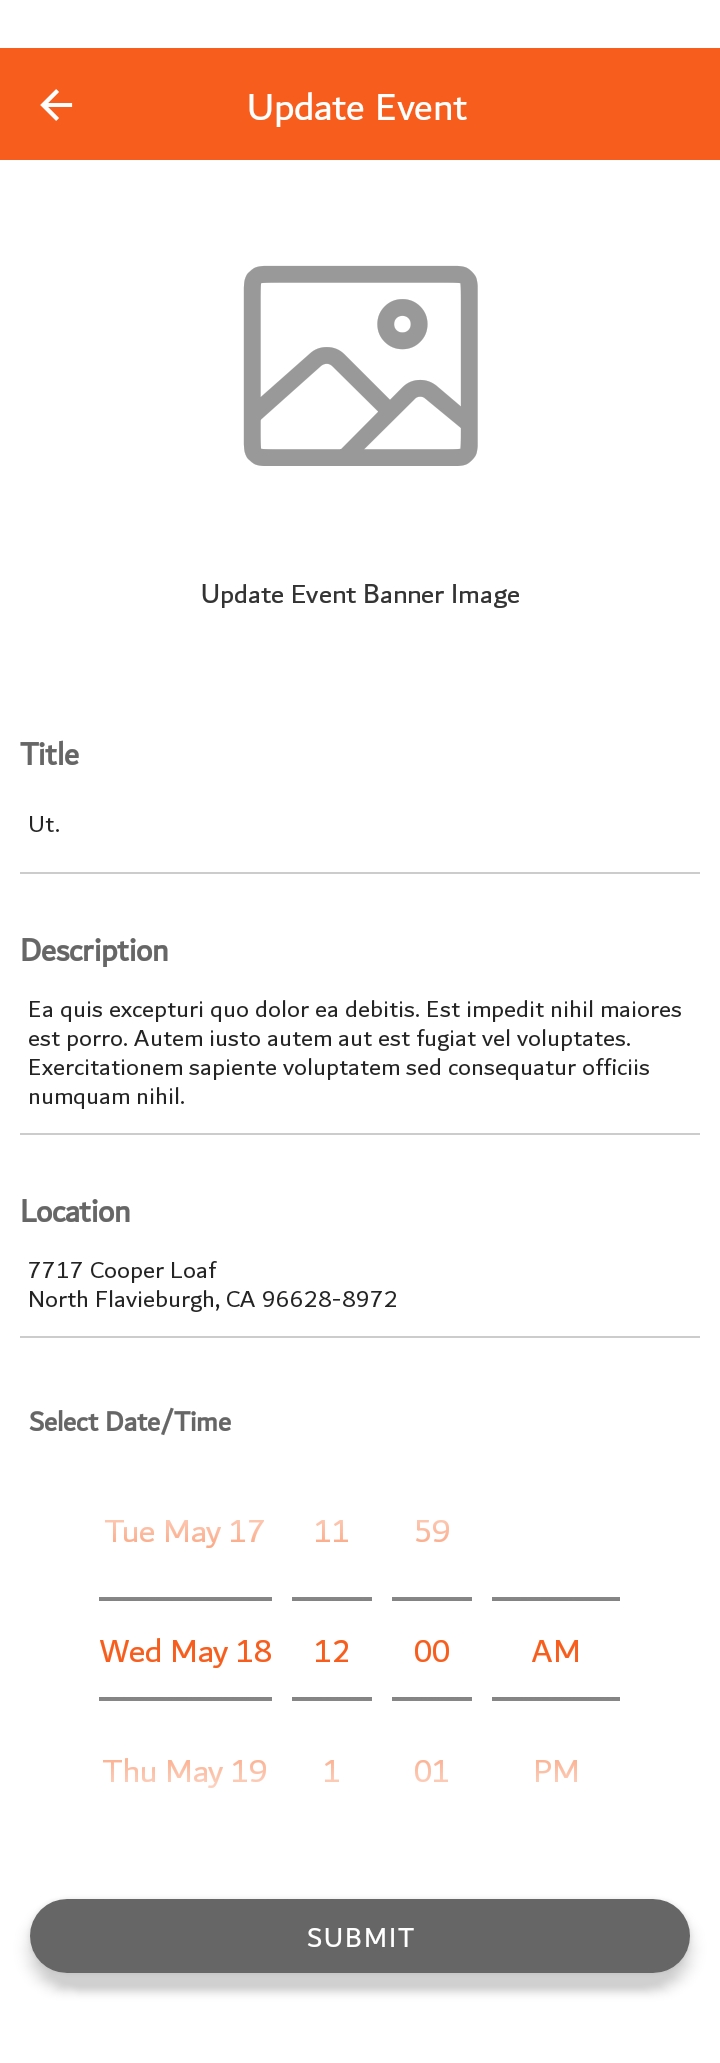 Update Event
Update Event Banner Image
Title
Ut.
Description
Ea quis excepturi quo dolor ea debitis. Est impedit nihil maiores
est porro. Autem iusto autem aut est fugiat vel voluptates.
Exercitationem sapiente voluptatem sed consequatur officiis
numquam nihil.
Location
7717 Cooper Loaf
North Flavieburgh, CA 96628-8972
Select Date/Time
Tue May 17 11 59
Wed May 18 12 00 AM
Thu May 19 1 01 PM
SUBMIT